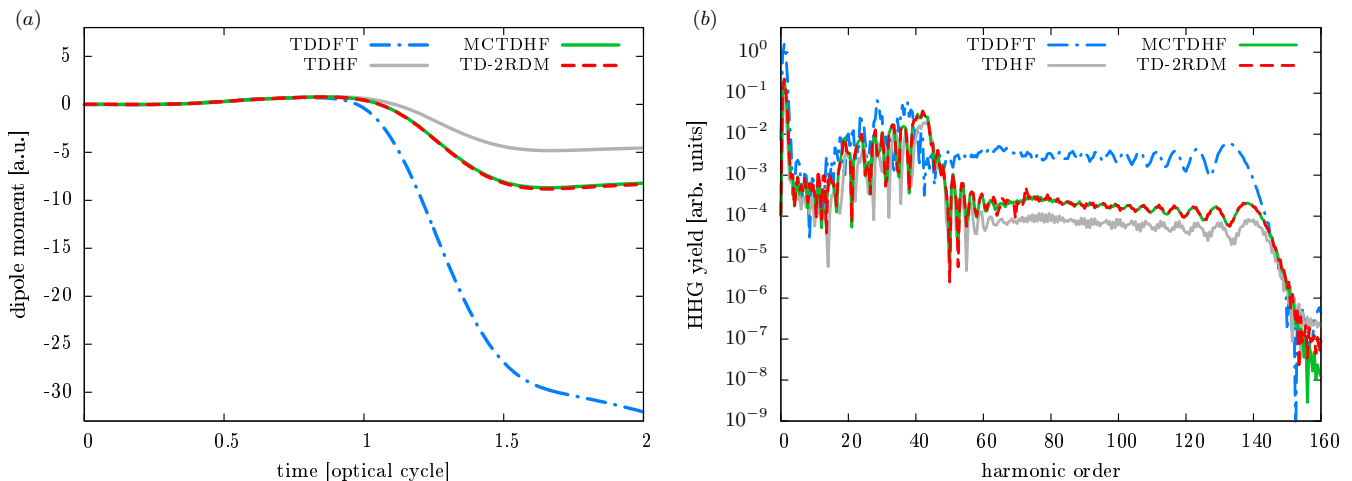 (a)
TDDFT MCTDHF
TDHF TD-2RDM
5
0
-5
-10
-15
-20
-25
-30
dipole moment [a.u.]
0 0.5 1 1.5 2
time [optical cycle]
(b)
TDDFT MCTDHF
TDHF TD-2RDM
10⁰
10⁻¹
10⁻²
10⁻³
10⁻⁴
10⁻⁵
10⁻⁶
10⁻⁷
10⁻⁸
10⁻⁹
HHG yield [arb. units]
0 20 40 60 80 100 120 140 160
harmonic order